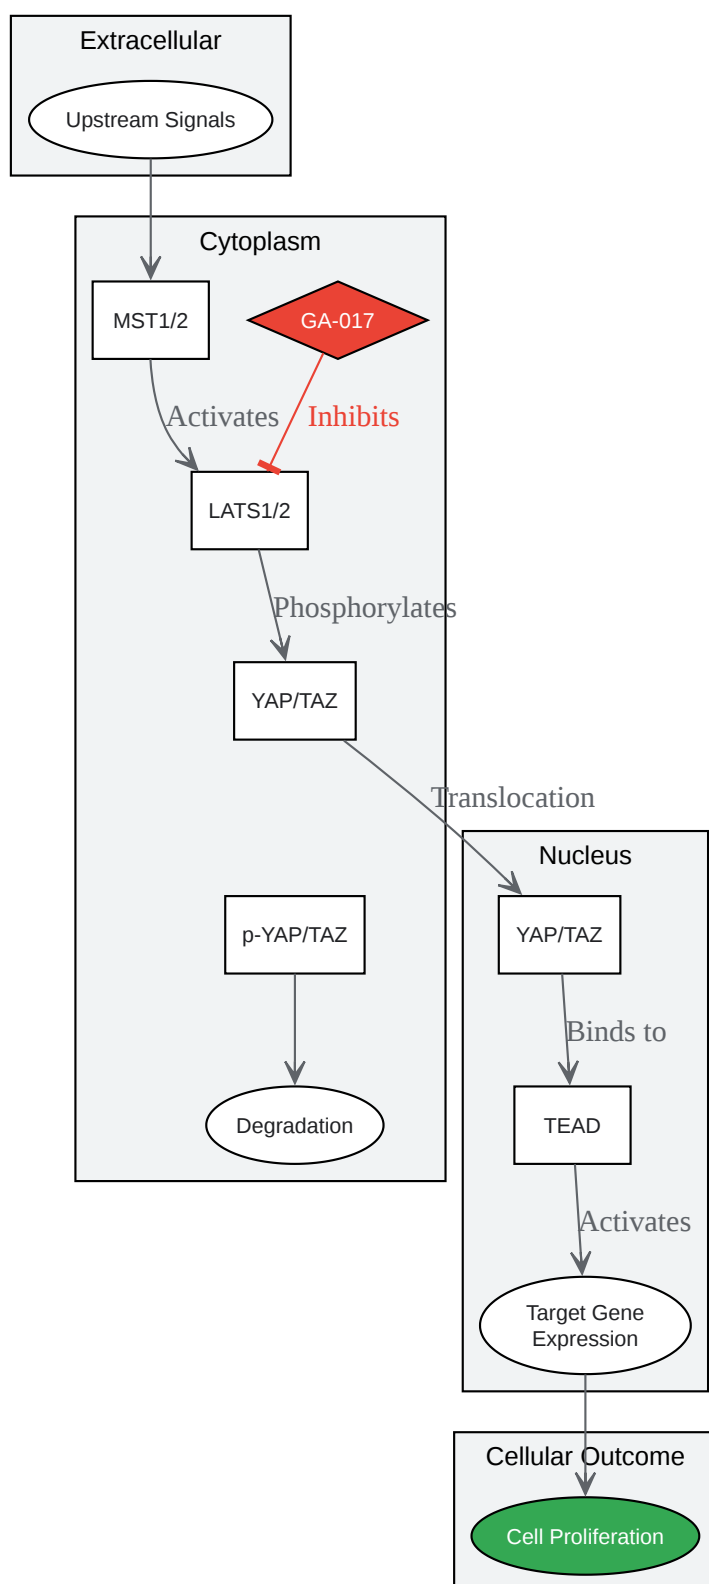 Extracellular
Upstream Signals
Cytoplasm
MST1/2
GA-017
Activates
Inhibits
LATS1/2
Phosphorylates
YAP/TAZ
Translocation
Nucleus
p-YAP/TAZ
YAP/TAZ
Binds to
Degradation
TEAD
Activates
Target Gene
Expression
Cellular Outcome
Cell Proliferation